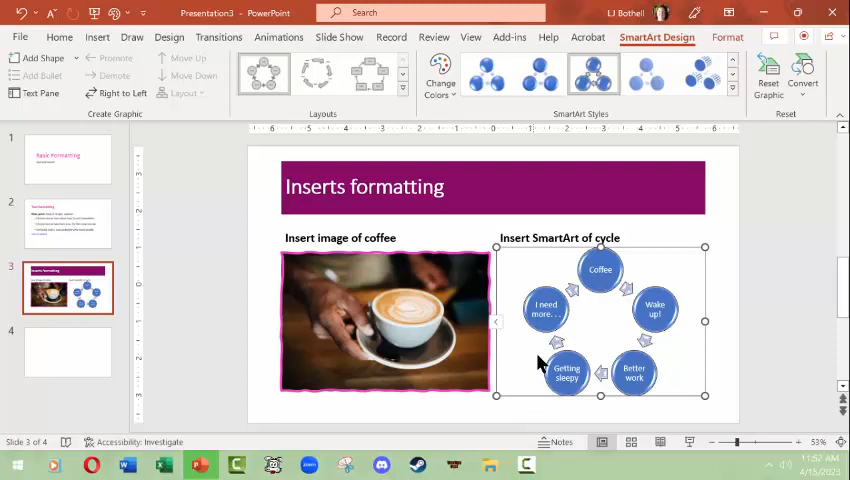 Presentation3 - PowerPoint
Search
LJ Bothell
File
Home
Insert
Draw
Design
Transitions
Animations
Slide Show
Record
Review
View
Add-ins
Help
Acrobat
SmartArt Design
Format
Add Shape
Add Bullet
Text Pane
Promote
Demote
Right to Left
Move Up
Move Down
Layout
Create Graphic
Layouts
Change
Colors
SmartArt Styles
Reset
Graphic
Convert
Reset
1
Basic Formatting
2
3
Inserts formatting
4
Inserts formatting
Insert image of coffee
Insert SmartArt of cycle
Coffee
Wake
up!
Better
work
Getting
sleepy
I need
more. . .
Slide 3 of 4
Accessibility: Investigate
Notes
53%
11:52 AM
4/15/2023